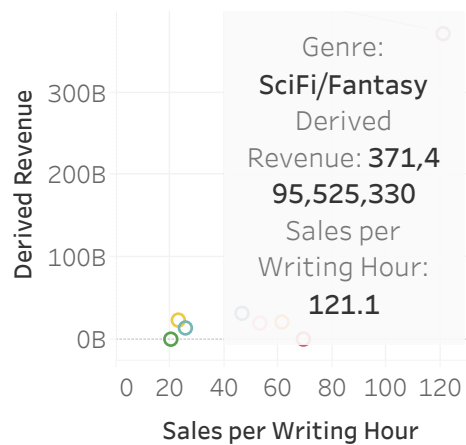 Genre:
SciFi/Fantasy
Derived
Revenue: 371,4
95,525,330
Sales per
Writing Hour:
121.1
Derived Revenue
300B
200B
100B
0B
0 20 40 60 80 100 120
Sales per Writing Hour